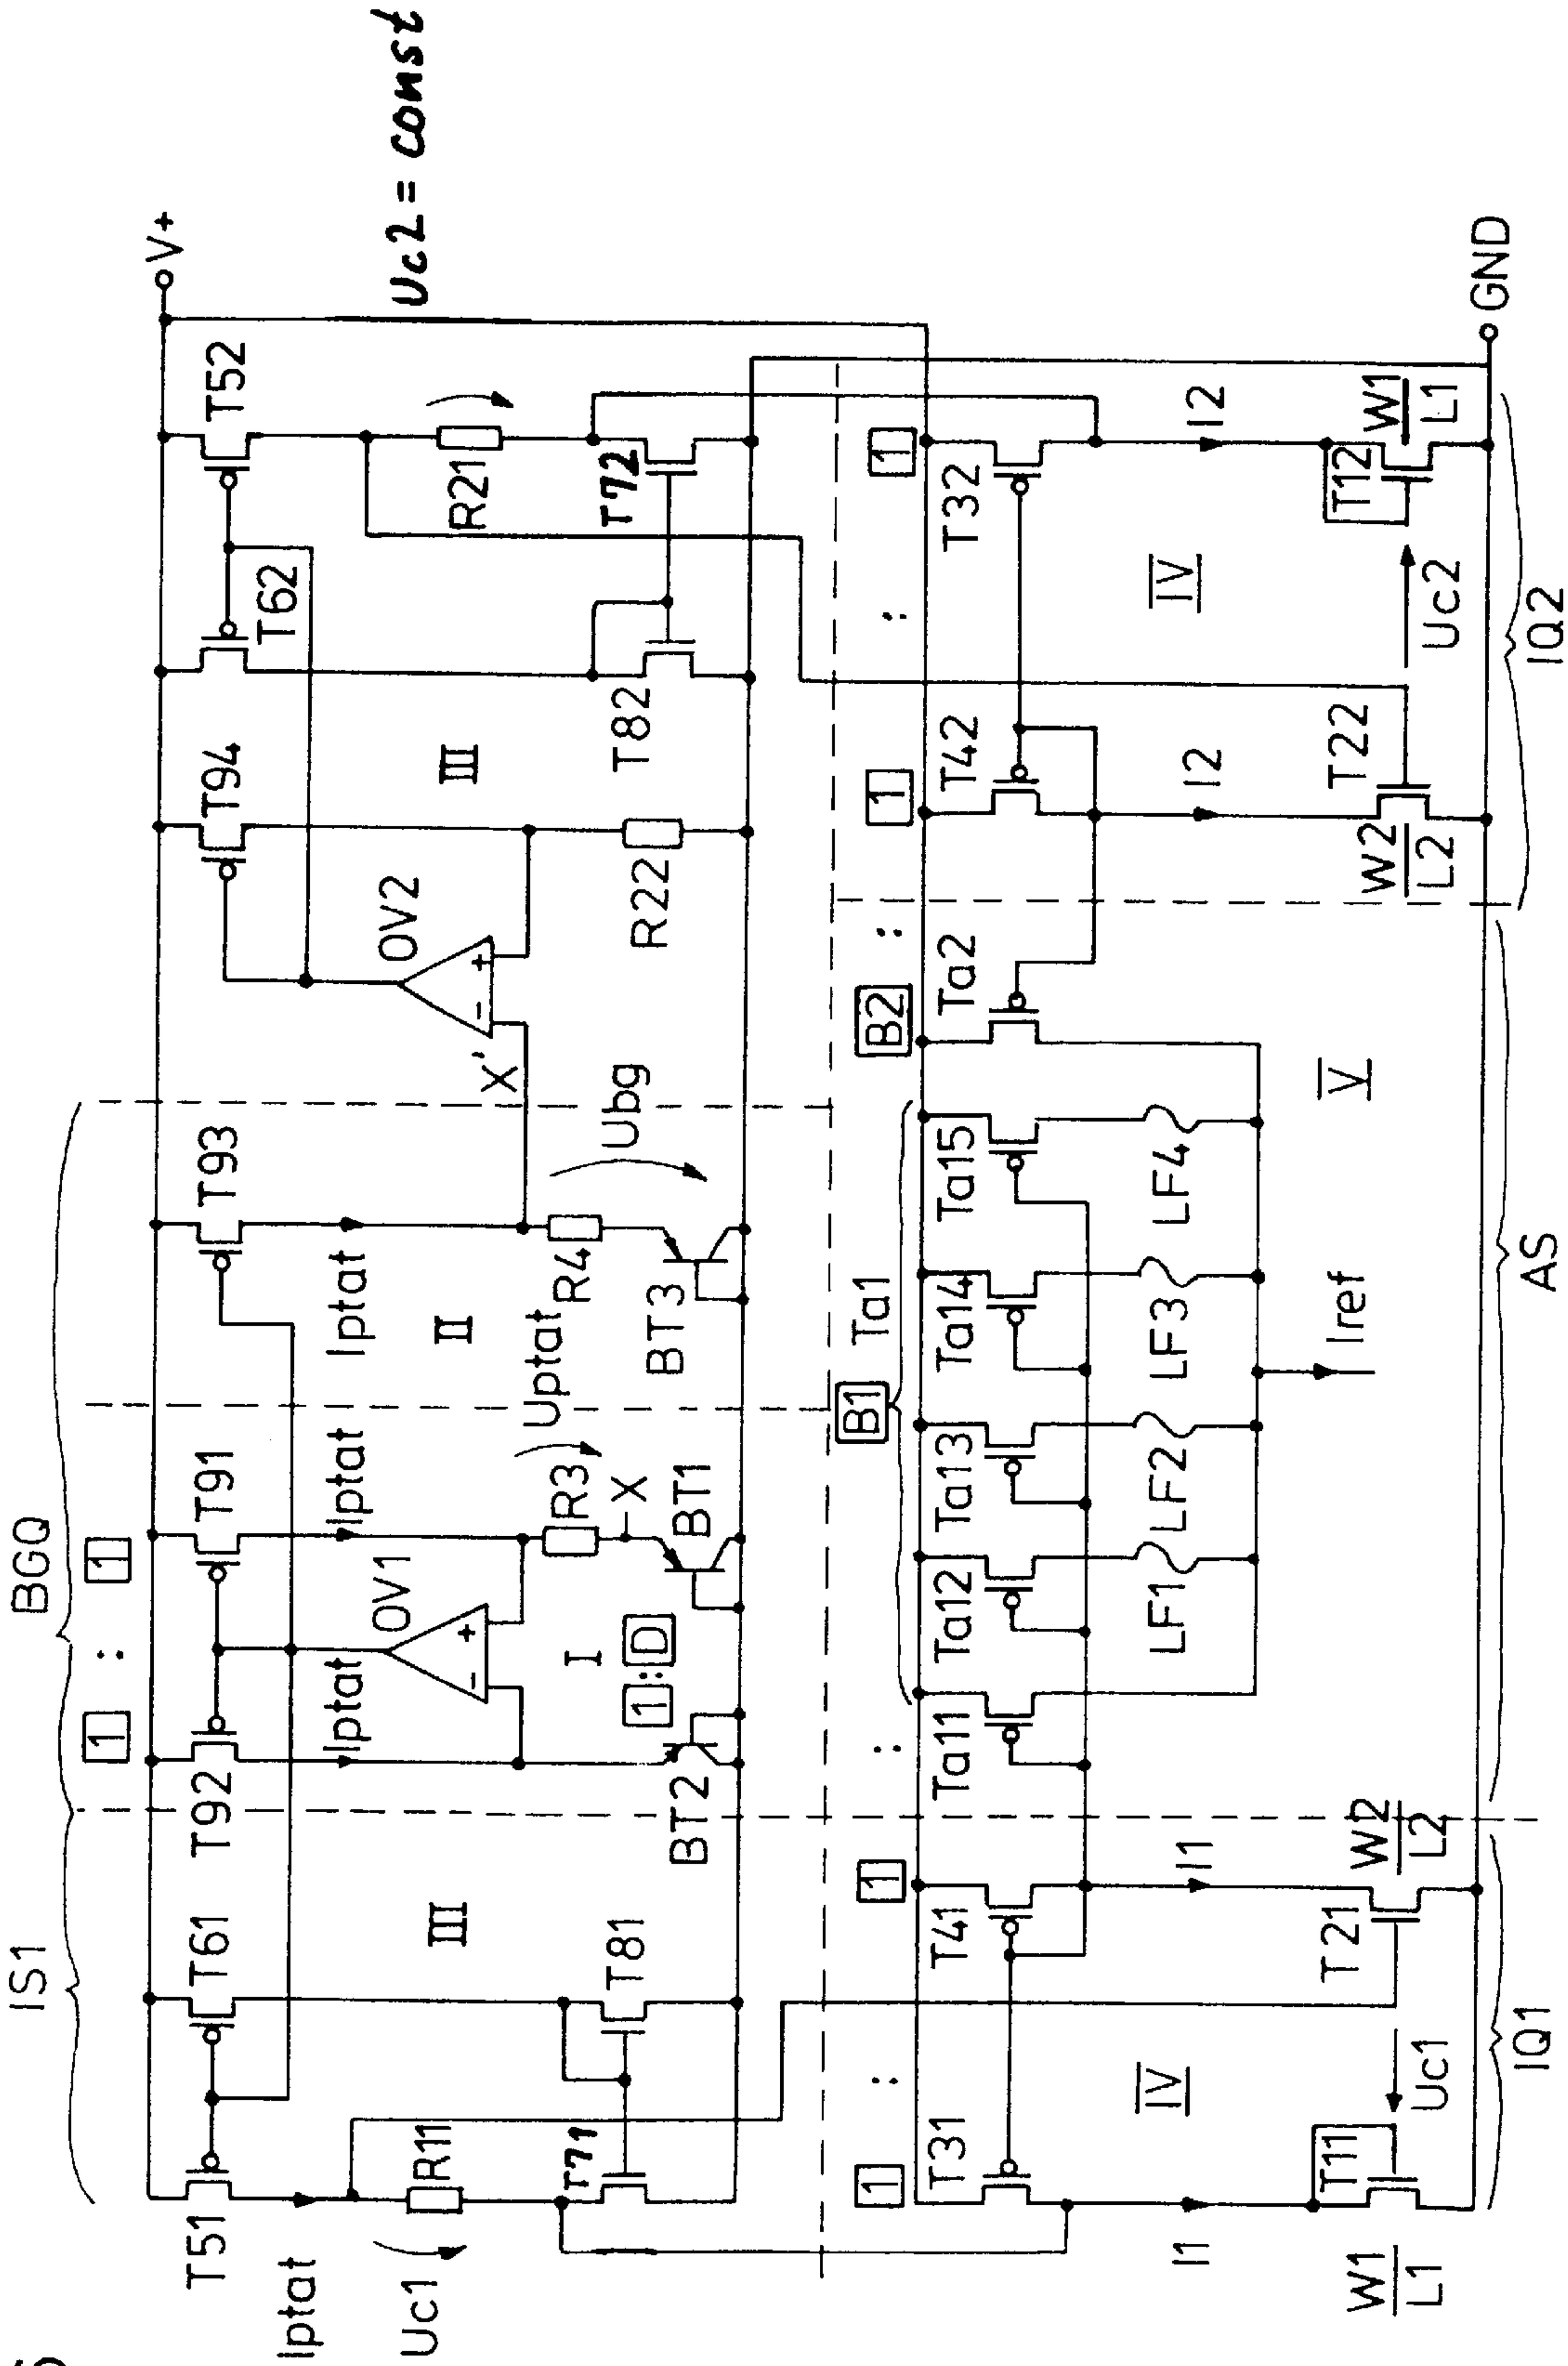 IS1
BGQ
V+
T51
T61
T92
1
:
1
T91
T93
T94
T62
T52
Iptat
Iptat
Iptat
Iptat
Uc1
R11
III
OV1
-
+
I
R3
X
Uptat
II
R4
Ubg
X'
OV2
-
+
R22
III
R21
Uc2 = const
T71
T81
BT2
1:D
BT1
BT3
T82
T72
1
:
1
:
B1
Ta1
B2
:
1
:
1
T31
T41
Ta11
Ta12
Ta13
Ta14
Ta15
Ta2
T42
T32
LF1
LF2
LF3
LF4
I1
IV
I1
Iref
V
I2
IV
I2
W1
L1
T11
Uc1
T21
W2
L2
W2
L2
T22
Uc2
T12
W1
L1
GND
IQ1
AS
IQ2